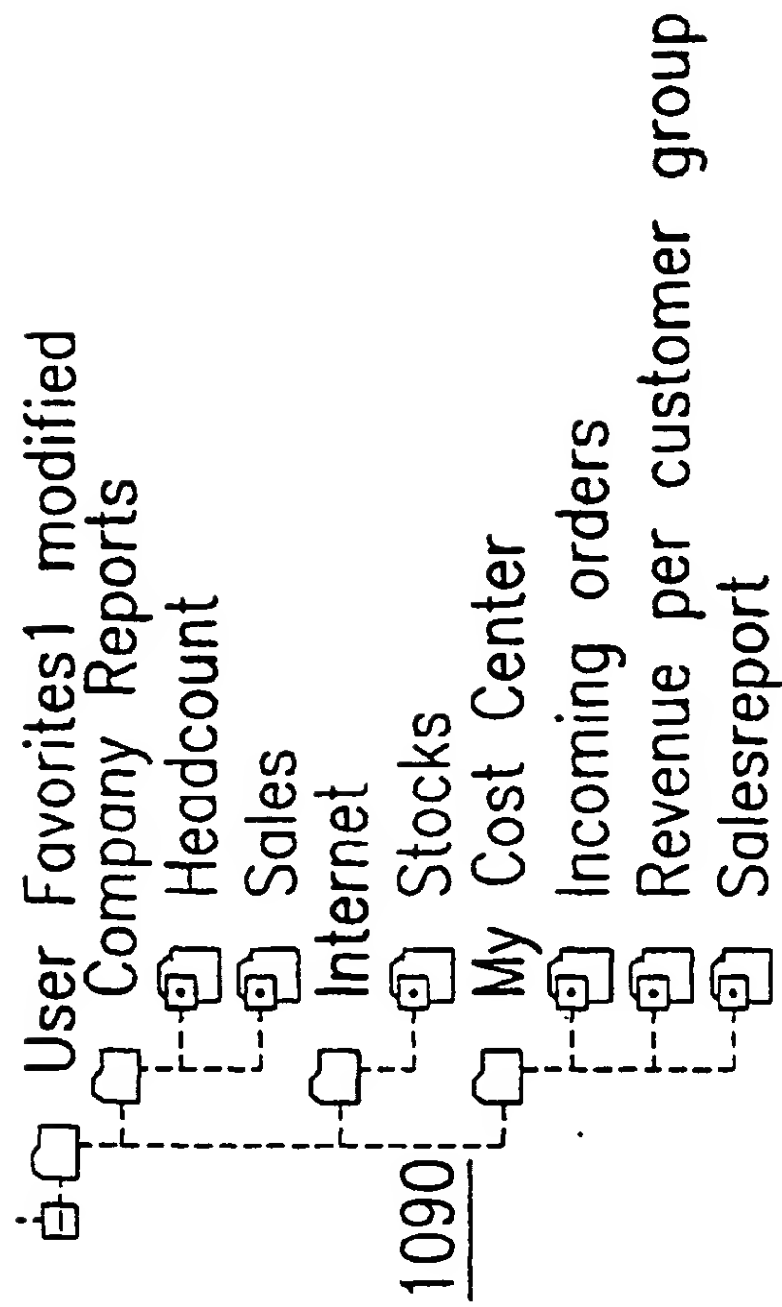 User Favorites1 modified
Company Reports
Headcount
Sales
Internet
Stocks
My Cost Center
Incoming orders
Revenue per customer group
Salesreport
1090